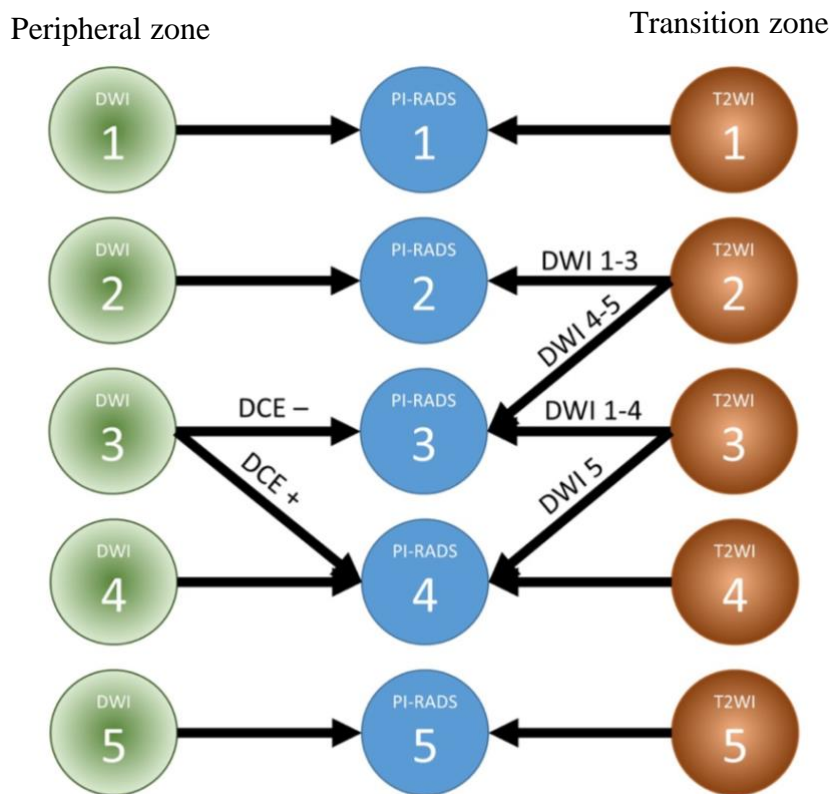 Peripheral zone
Transition zone
DWI
1
PI-RADS
1
T2WI
1
DWI
2
PI-RADS
2
DWI 1-3
DWI 4-5
T2WI
2
DWI
3
DCE –
DCE +
PI-RADS
3
DWI 1-4
DWI 5
T2WI
3
DWI
4
PI-RADS
4
T2WI
4
DWI
5
PI-RADS
5
T2WI
5